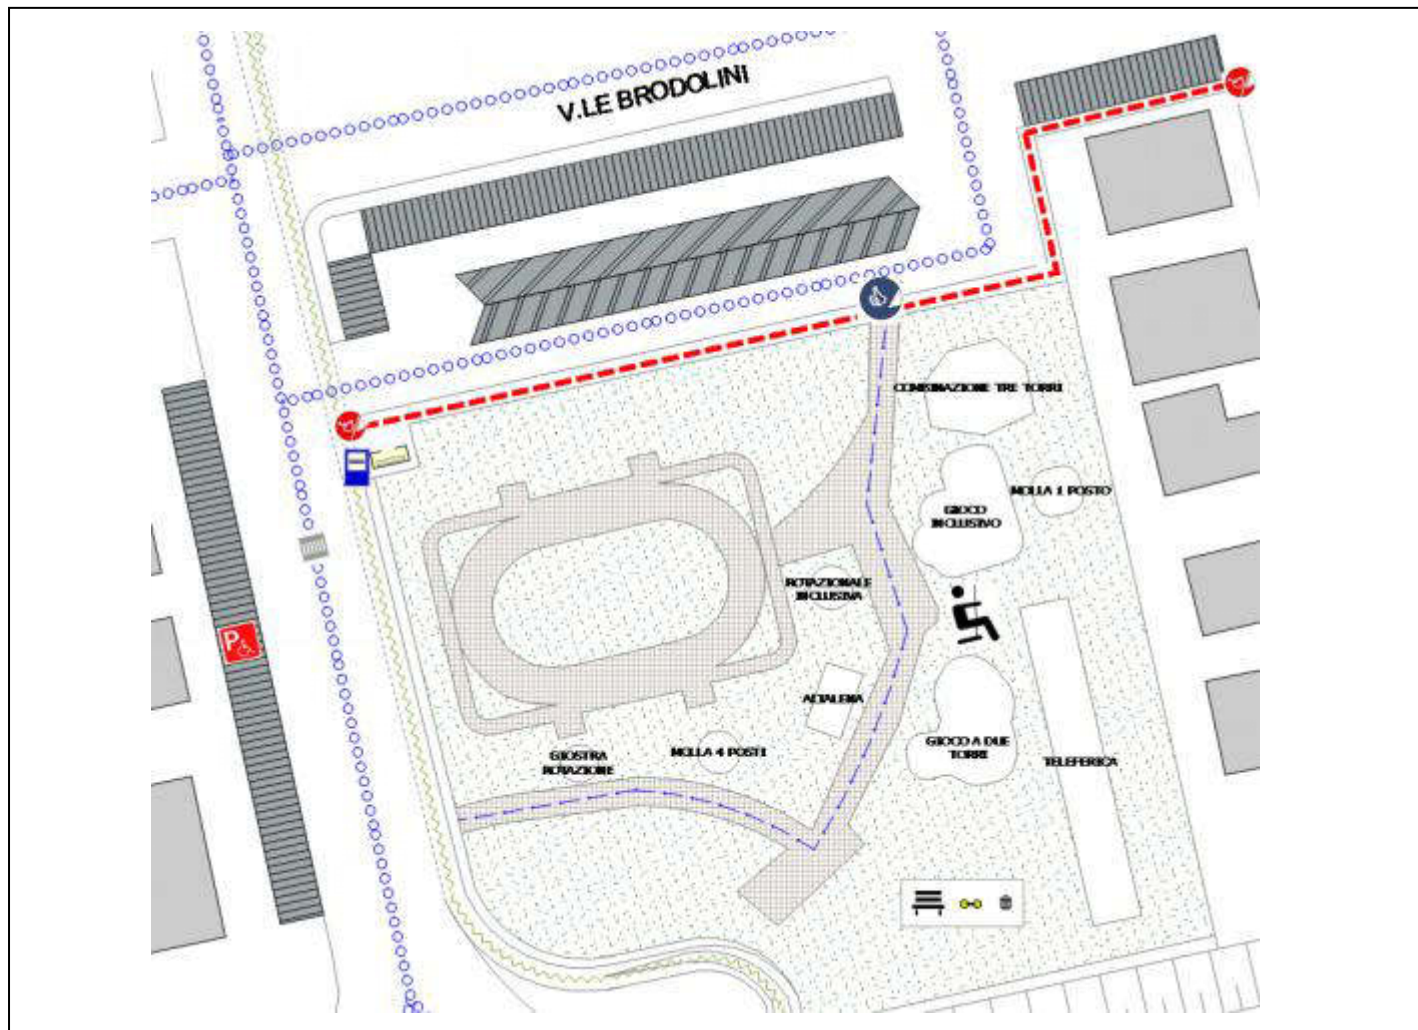 V.LE BRODOLINI
COMBINAZIONE TRE TORRI
MOLLA 1 POSTO
GIOCO
INCLUSIVO
ROTAZIONALE
INCLUSIVA
P
ALTALENA
GIOCO A DUE
TORRI
MOLLA 4 POSTI
GIOSTRA
ROTAZIONE
TELEFERICA